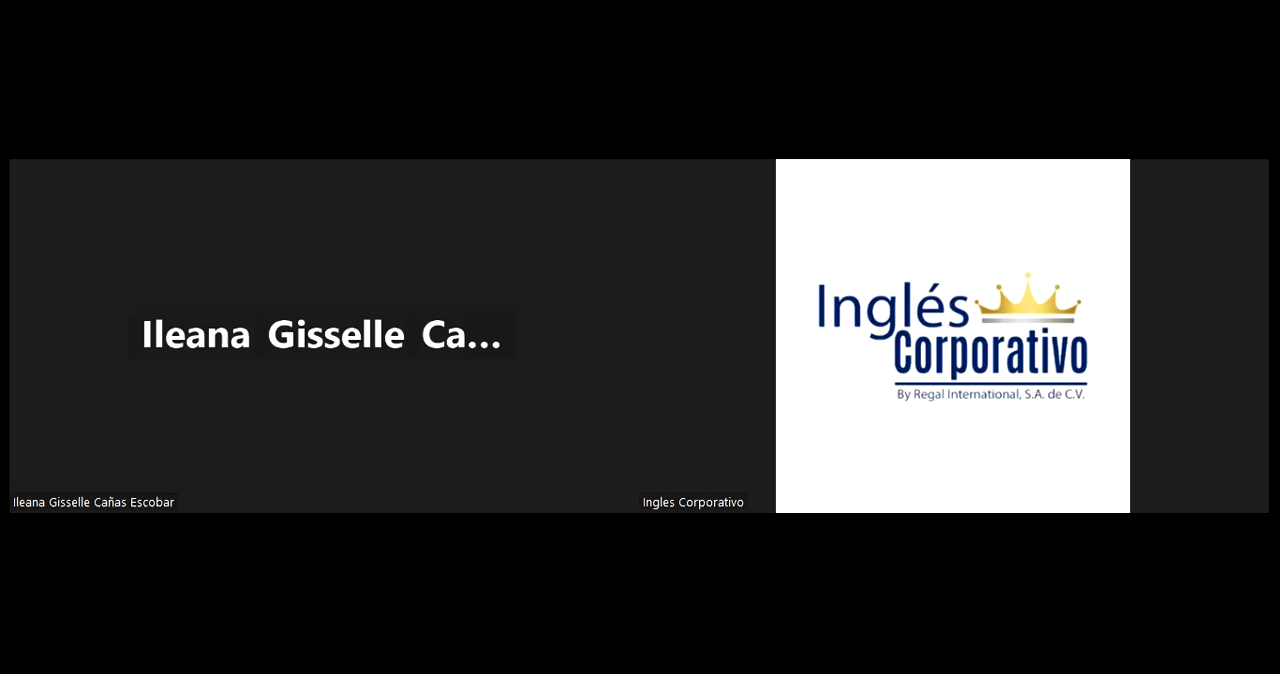 Ileana Gisselle Ca...
Ileana Gisselle Cañas Escobar
Ingles Corporativo
Inglés
Corporativo
By Regal International, S.A. de C.V.